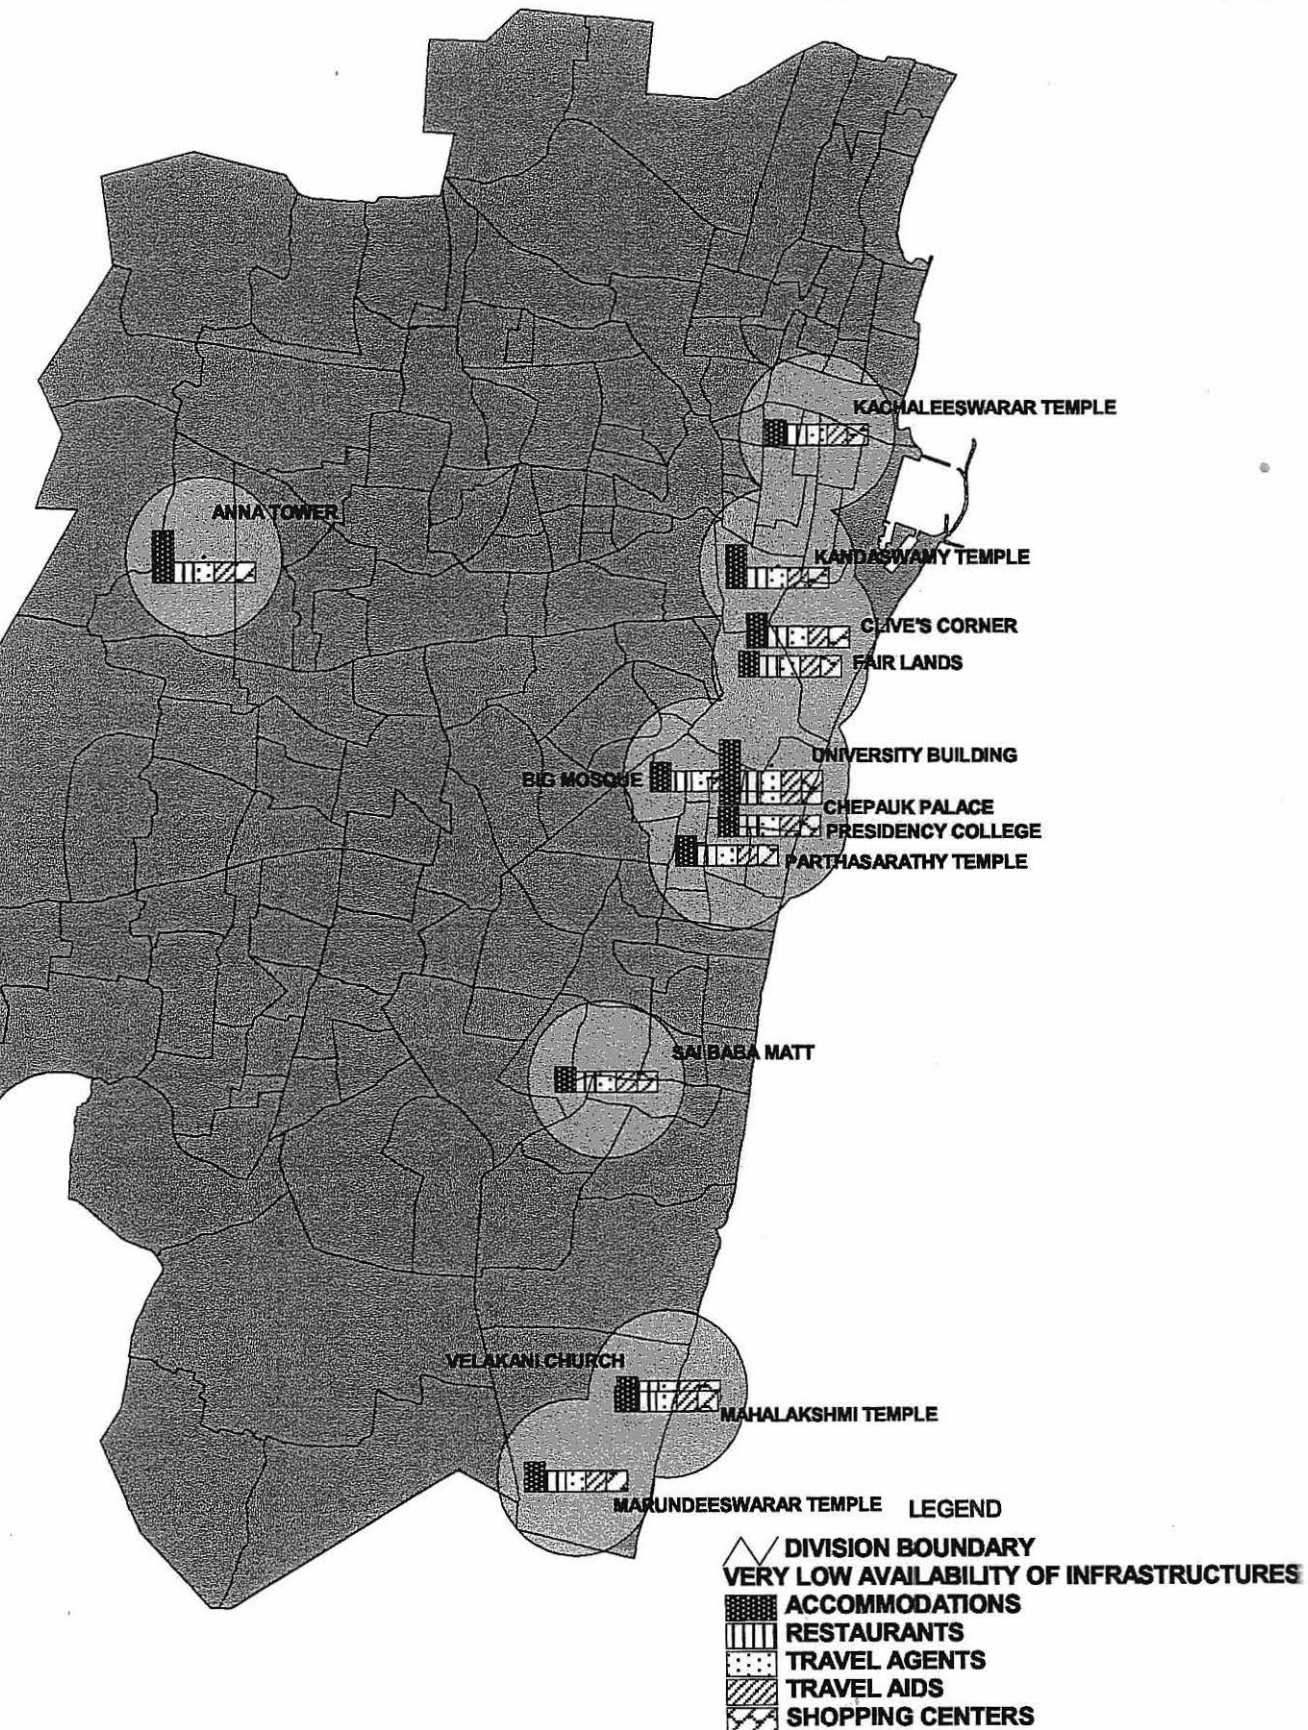 KACHALEESWARAR TEMPLE
ANNA TOWER
KANDASWAMY TEMPLE
CLIVE'S CORNER
FAIR LANDS
UNIVERSITY BUILDING
BIG MOSQUE
CHEPAUK PALACE
PRESIDENCY COLLEGE
PARTHASARATHY TEMPLE
SAI BABA MATT
VELAKANI CHURCH
MAHALAKSHMI TEMPLE
MARUNDEESWARAR TEMPLE
LEGEND
DIVISION BOUNDARY
VERY LOW AVAILABILITY OF INFRASTRUCTURES
ACCOMMODATIONS
RESTAURANTS
TRAVEL AGENTS
TRAVEL AIDS
SHOPPING CENTERS